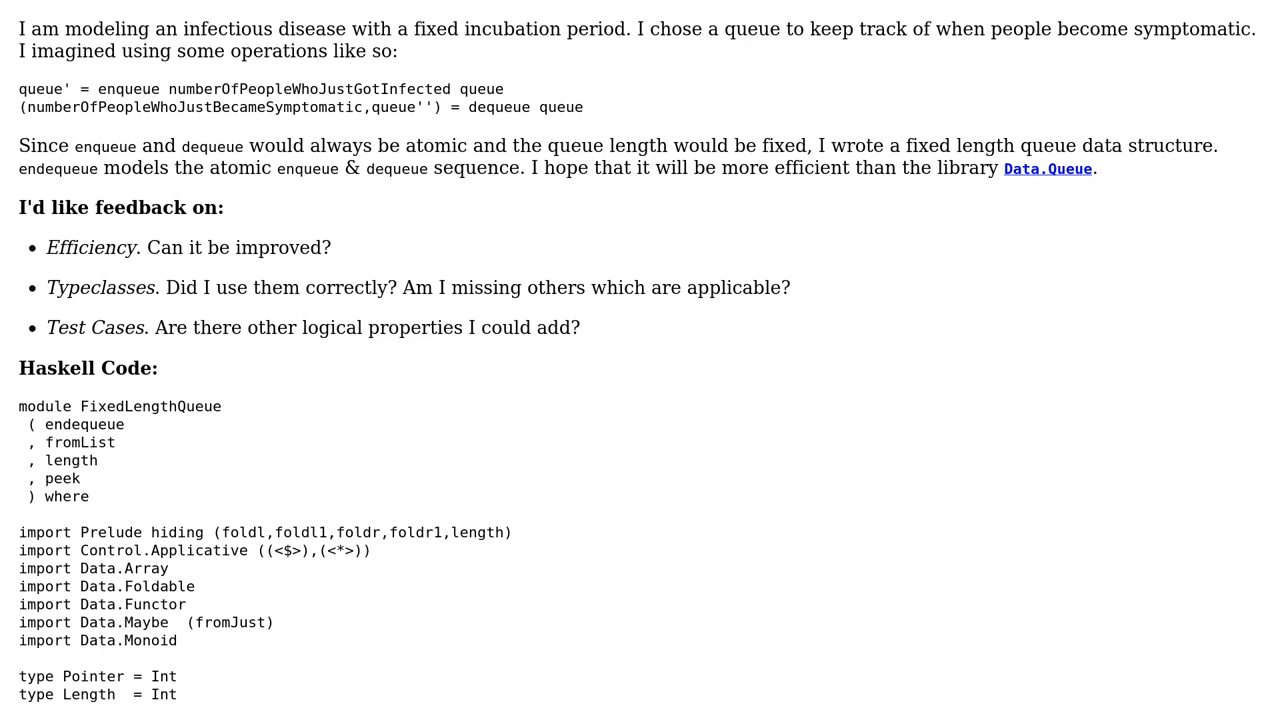 I am modeling an infectious disease with a fixed incubation period. I chose a queue to keep track of when people become symptomatic.
I imagined using some operations like so:
queue' = enqueue numberOfPeopleWhoJustGotInfected queue
(numberOfPeopleWhoJustBecameSymptomatic,queue'') = dequeue queue
Since enqueue and dequeue would always be atomic and the queue length would be fixed, I wrote a fixed length queue data structure.
endequeue models the atomic enqueue & dequeue sequence. I hope that it will be more efficient than the library Data.Queue.
I'd like feedback on:
• Efficiency. Can it be improved?
• Typeclasses. Did I use them correctly? Am I missing others which are applicable?
• Test Cases. Are there other logical properties I could add?
Haskell Code:
module FixedLengthQueue
 ( endequeue
 , fromList
 , length
 , peek
 ) where
import Prelude hiding (foldl,foldl1,foldr,foldr1,length)
import Control.Applicative ((<$>),(<*>))
import Data.Array
import Data.Foldable
import Data.Functor
import Data.Maybe  (fromJust)
import Data.Monoid
type Pointer = Int
type Length  = Int